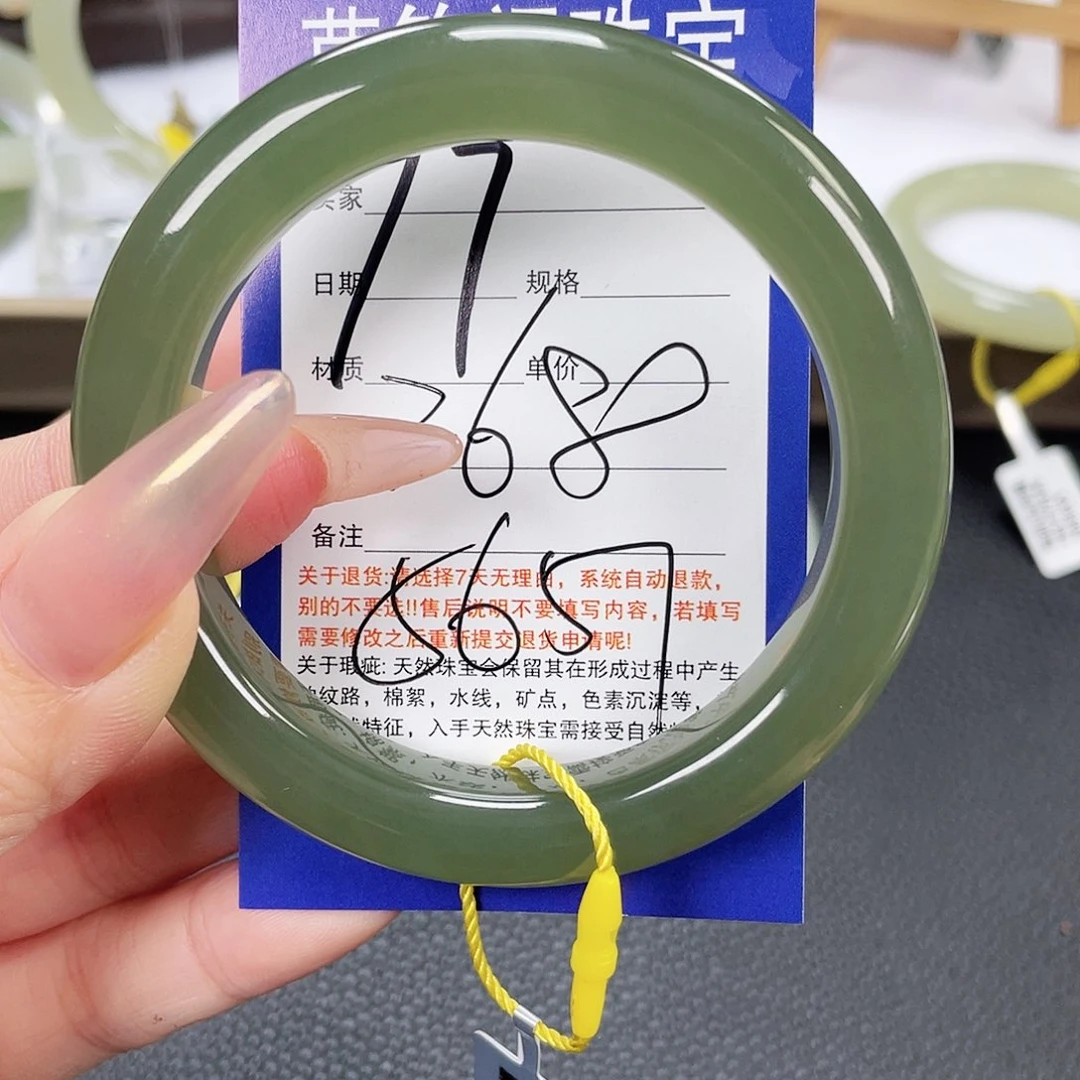 珠宝
77
家
日期 规格
材质 单价
3688
备注
5657
关于退货:请选择7天无理由，系统自动退款，
别的不要选!!售后说明不要填写内容，若填写
需要修改之后重新提交退货申请呢!
关于瑕疵: 天然珠宝会保留其在形成过程中产生
纹路，棉絮，水线，矿点，色素沉淀等，
特征，入手天然珠宝需接受自然